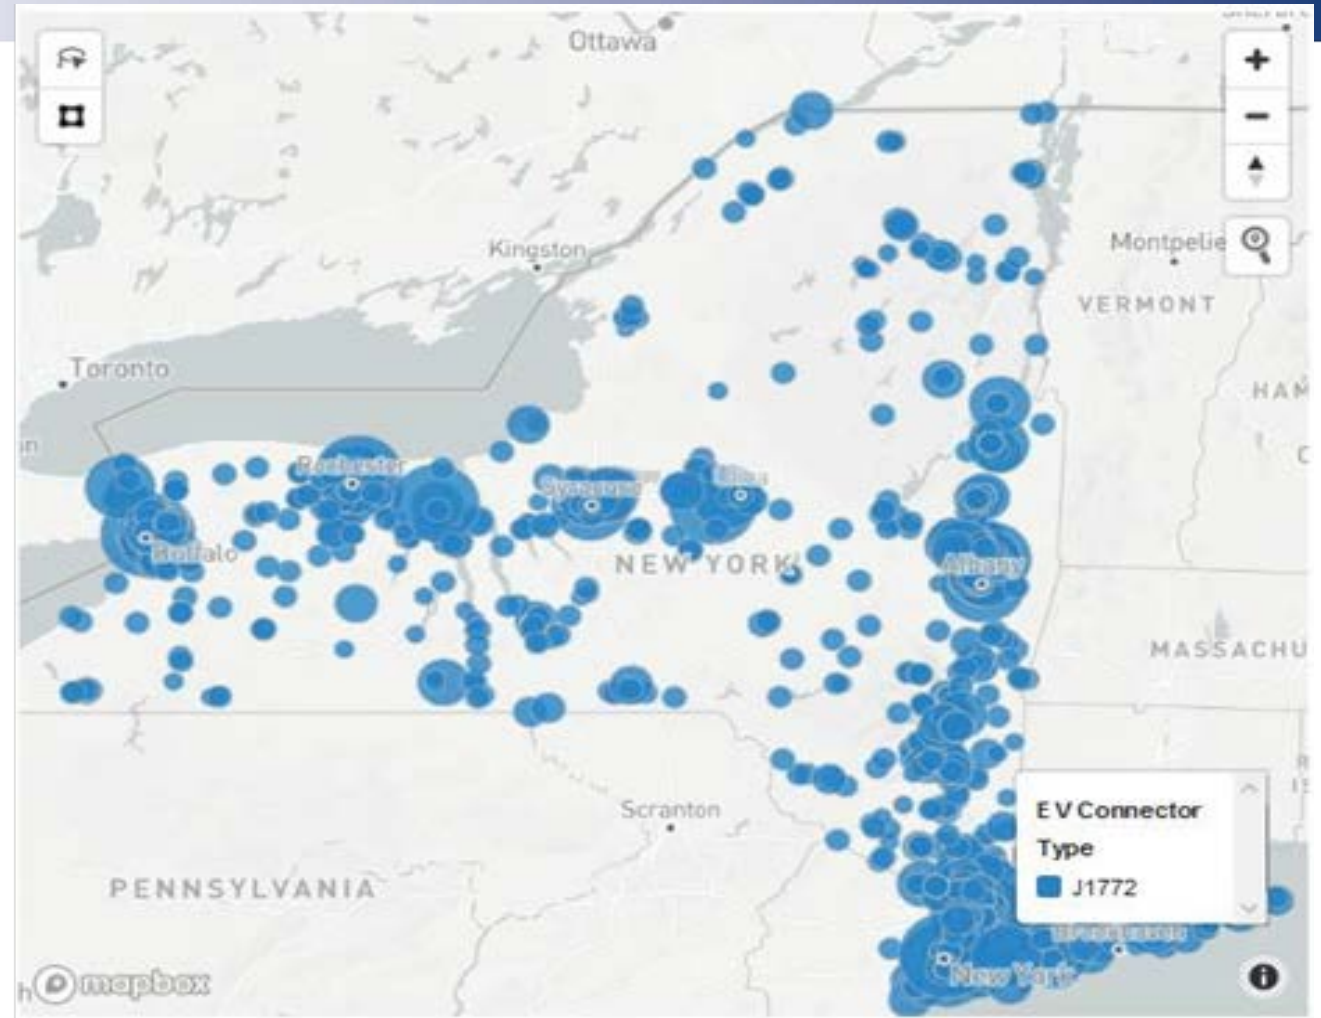 Ottawa
Kingston
Montpelie
VERMONT
Toronto
HAM
Rochester
Syracuse
Utica
Buffalo
NEW YORK
Albany
MASSACHU
Scranton
PENNSYLVANIA
EV Connector
Type
J1772
New York
mapbox